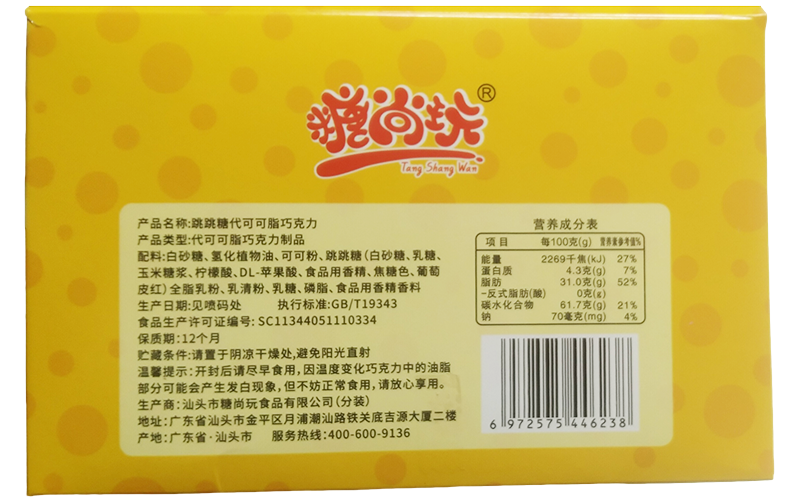 糖尚玩®
Tang Shang Wan
产品名称:跳跳糖代可可脂巧克力
产品类型:代可可脂巧克力制品
配料:白砂糖、氢化植物油、可可粉、跳跳糖(白砂糖、乳糖、
玉米糖浆、柠檬酸、DL-苹果酸、食品用香精、焦糖色、葡萄
皮红)全脂乳粉、乳清粉、乳糖、磷脂、食品用香精香料
生产日期:见喷码处 执行标准:GB/T19343
食品生产许可证编号: SC11344051110334
保质期:12个月
贮藏条件:请置于阴凉干燥处,避免阳光直射
温馨提示:开封后请尽早食用,因温度变化巧克力中的油脂
部分可能会产生发白现象,但不妨正常食用,请放心享用。
生产商:汕头市糖尚玩食品有限公司(分装)
地址:广东省汕头市金平区月浦潮汕路铁关底吉源大厦二楼
产地:广东省·汕头市 服务热线:400-600-9136
营养成分表
项目 每100克(g) 营养素参考值%
能量 2269千焦(kJ) 27%
蛋白质 4.3克(g) 7%
脂肪 31.0克(g) 52%
-反式脂肪(酸) 0克(g)
碳水化合物 61.7克(g) 21%
钠 70毫克(mg) 4%
6 972575 446238